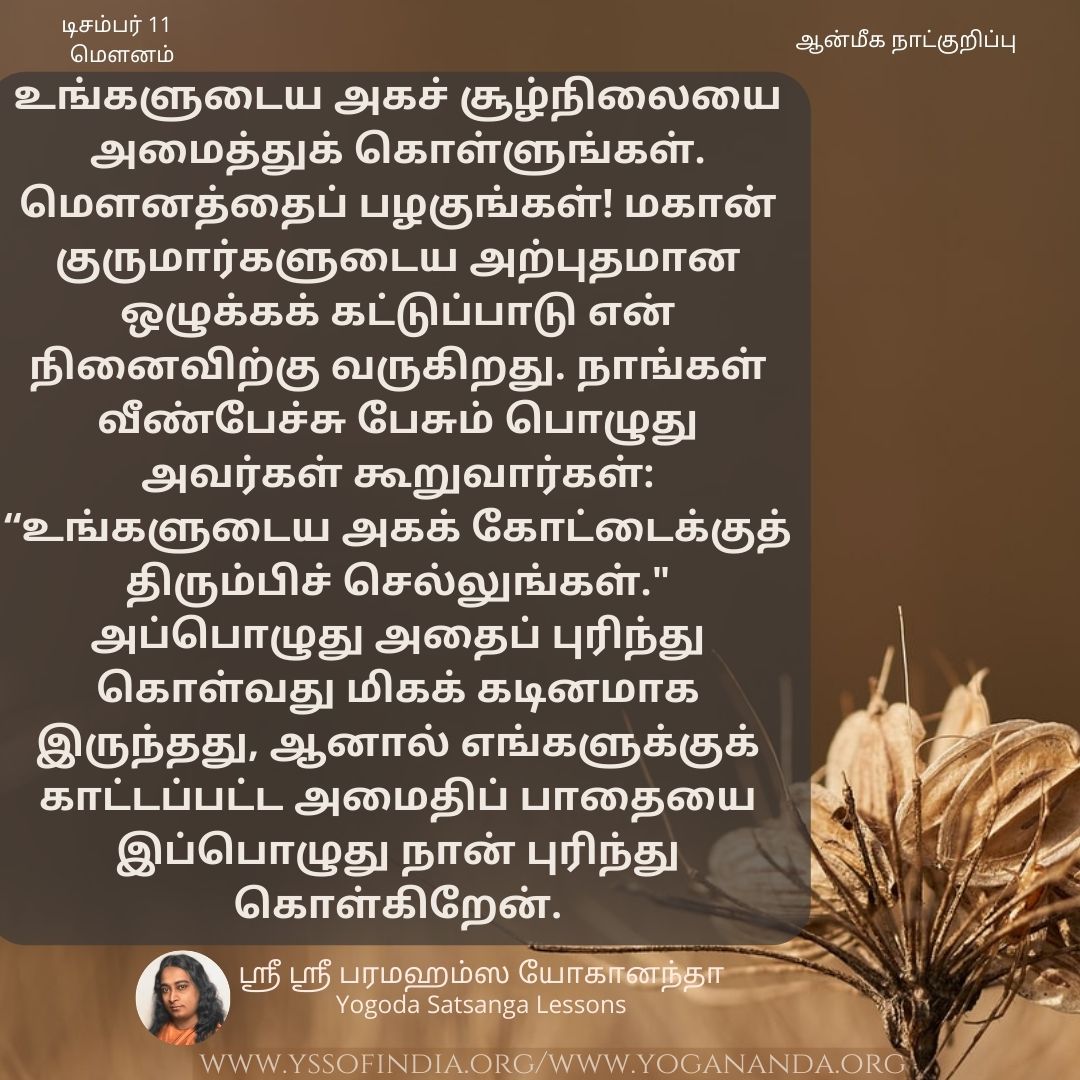 டிசம்பர் 11
மௌனம்
ஆன்மீக நாட்குறிப்பு
உங்களுடைய அகச் சூழ்நிலையை
அமைத்துக் கொள்ளுங்கள்.
மௌனத்தைப் பழகுங்கள்! மகான்
குருமார்களுடைய அற்புதமான
ஒழுக்கக் கட்டுப்பாடு என்
நினைவிற்கு வருகிறது. நாங்கள்
வீண்பேச்சு பேசும் பொழுது
அவர்கள் கூறுவார்கள்:
“உங்களுடைய அகக் கோட்டைக்குத்
திரும்பிச் செல்லுங்கள்."
அப்பொழுது அதைப் புரிந்து
கொள்வது மிகக் கடினமாக
இருந்தது, ஆனால் எங்களுக்குக்
காட்டப்பட்ட அமைதிப் பாதையை
இப்பொழுது நான் புரிந்து
கொள்கிறேன்.
ஸ்ரீ ஸ்ரீ பரமஹம்ஸ யோகானந்தா
Yogoda Satsanga Lessons
WWW.YSSOFINDIA.ORG/WWW.YOGANANDA.ORG